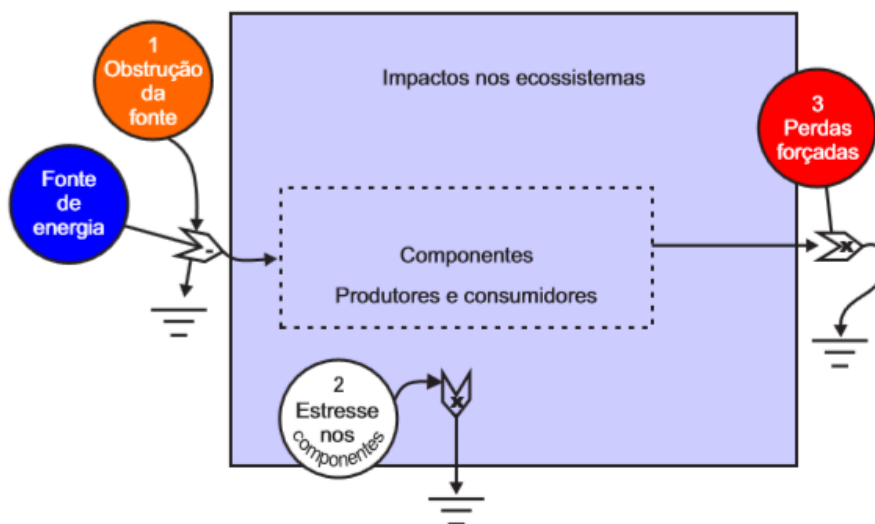 1
Obstrução
da
fonte
Impactos nos ecossistemas
3
Perdas
forçadas
Fonte
de
energia
-
Componentes
Produtores e consumidores
x
2
Estresse
nos
componentes
x